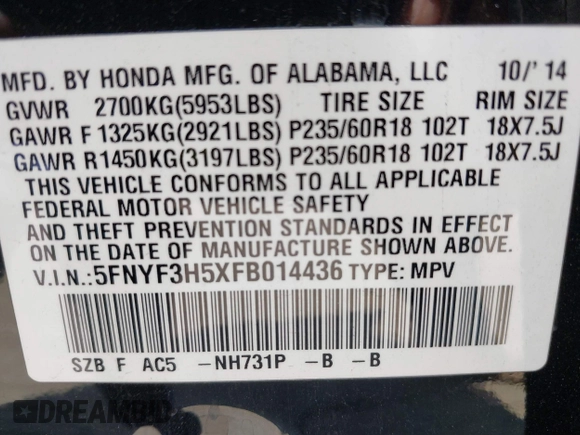 MFD. BY HONDA MFG. OF ALABAMA, LLC 10/'14
GVWR 2700KG(5953LBS) TIRE SIZE RIM SIZE
GAWR F 1325KG(2921LBS) P235/60R18 102T 18X7.5J
GAWR R 1450KG(3197LBS) P235/60R18 102T 18X7.5J
THIS VEHICLE CONFORMS TO ALL APPLICABLE
FEDERAL MOTOR VEHICLE SAFETY
AND THEFT PREVENTION STANDARDS IN EFFECT
ON THE DATE OF MANUFACTURE SHOWN ABOVE.
V.I.N.:5FNYF3H5XFB014436 TYPE: MPV
SZB F AC5 -NH731P -B -B
DREAMBID